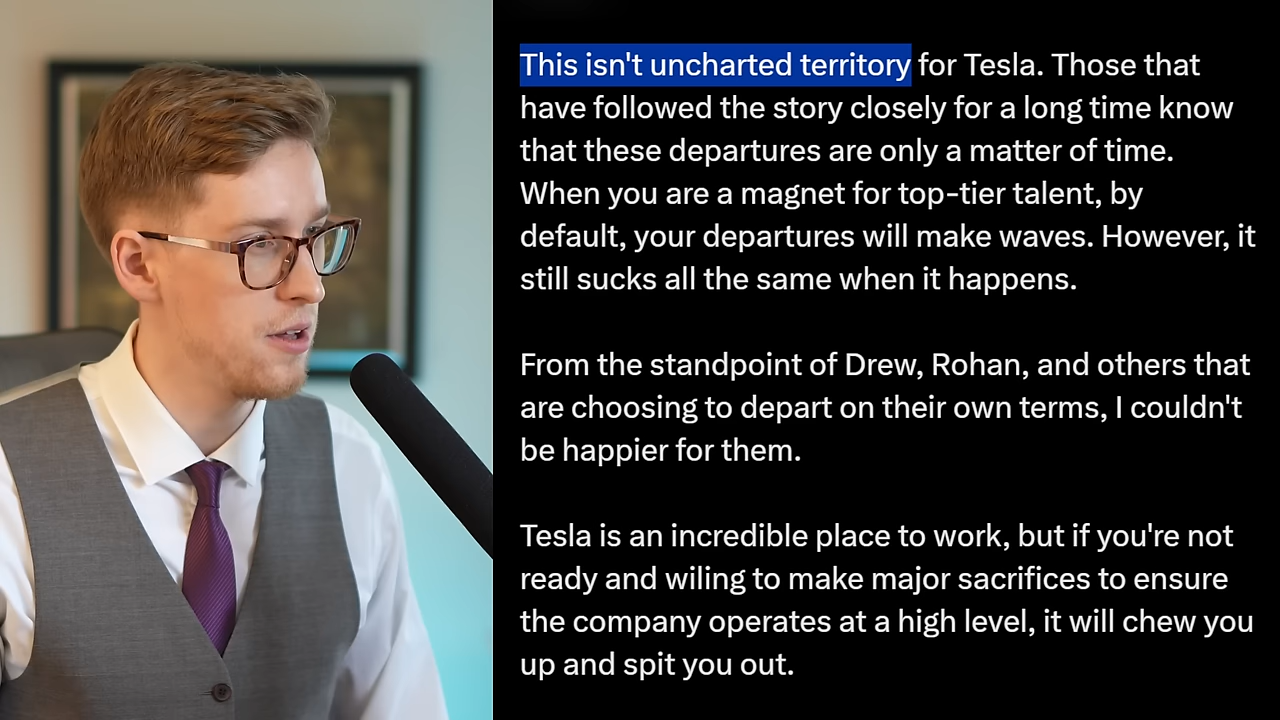 This isn't uncharted territory for Tesla. Those that
have followed the story closely for a long time know
that these departures are only a matter of time.
When you are a magnet for top-tier talent, by
default, your departures will make waves. However, it
still sucks all the same when it happens.
From the standpoint of Drew, Rohan, and others that
are choosing to depart on their own terms, I couldn't
be happier for them.
Tesla is an incredible place to work, but if you're not
ready and wiling to make major sacrifices to ensure
the company operates at a high level, it will chew you
up and spit you out.